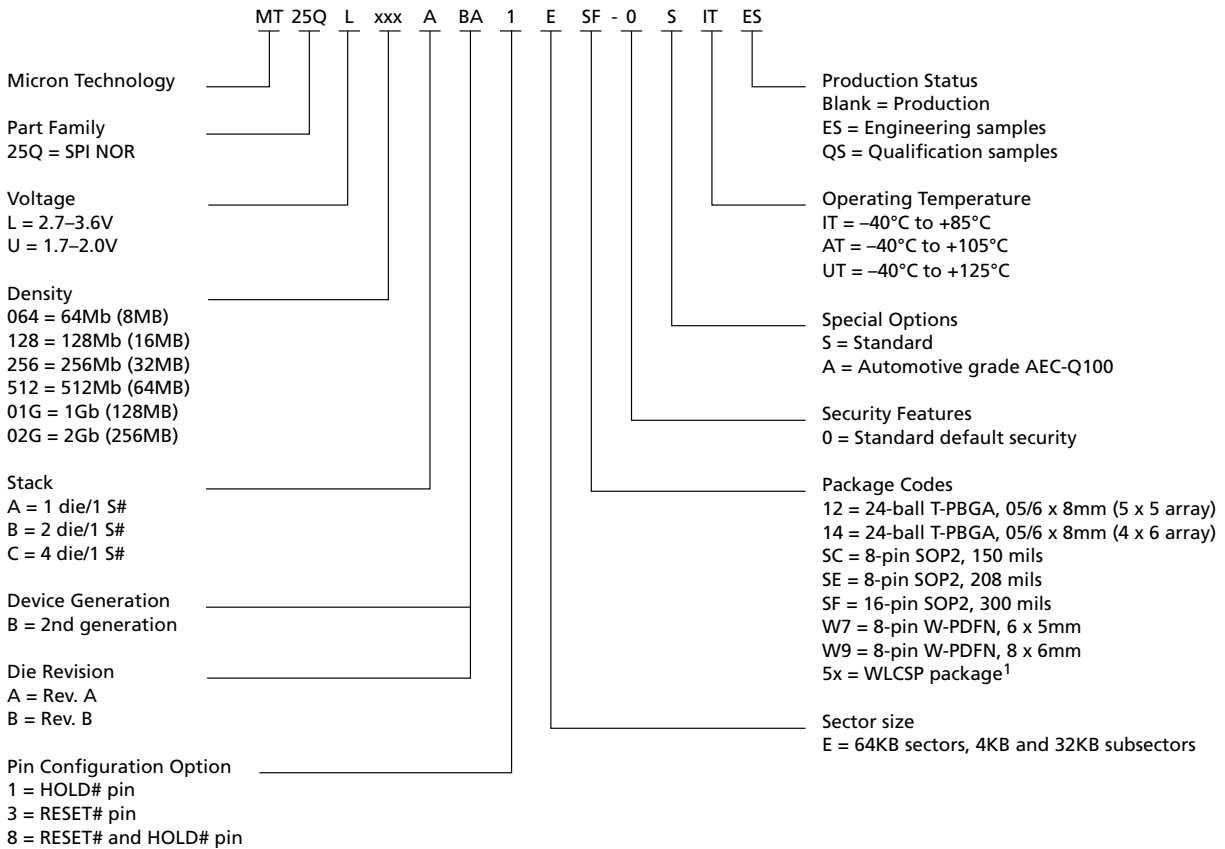 MT 25Q L xxx A BA 1 E SF - 0 S IT ES
Micron Technology
Part Family
25Q = SPI NOR
Voltage
L = 2.7–3.6V
U = 1.7–2.0V
Density
064 = 64Mb (8MB)
128 = 128Mb (16MB)
256 = 256Mb (32MB)
512 = 512Mb (64MB)
01G = 1Gb (128MB)
02G = 2Gb (256MB)
Stack
A = 1 die/1 S#
B = 2 die/1 S#
C = 4 die/1 S#
Device Generation
B = 2nd generation
Die Revision
A = Rev. A
B = Rev. B
Pin Configuration Option
1 = HOLD# pin
3 = RESET# pin
8 = RESET# and HOLD# pin
Production Status
Blank = Production
ES = Engineering samples
QS = Qualification samples
Operating Temperature
IT = –40°C to +85°C
AT = –40°C to +105°C
UT = –40°C to +125°C
Special Options
S = Standard
A = Automotive grade AEC-Q100
Security Features
0 = Standard default security
Package Codes
12 = 24-ball T-PBGA, 05/6 x 8mm (5 x 5 array)
14 = 24-ball T-PBGA, 05/6 x 8mm (4 x 6 array)
SC = 8-pin SOP2, 150 mils
SE = 8-pin SOP2, 208 mils
SF = 16-pin SOP2, 300 mils
W7 = 8-pin W-PDFN, 6 x 5mm
W9 = 8-pin W-PDFN, 8 x 6mm
5x = WLCSP package1
Sector size
E = 64KB sectors, 4KB and 32KB subsectors